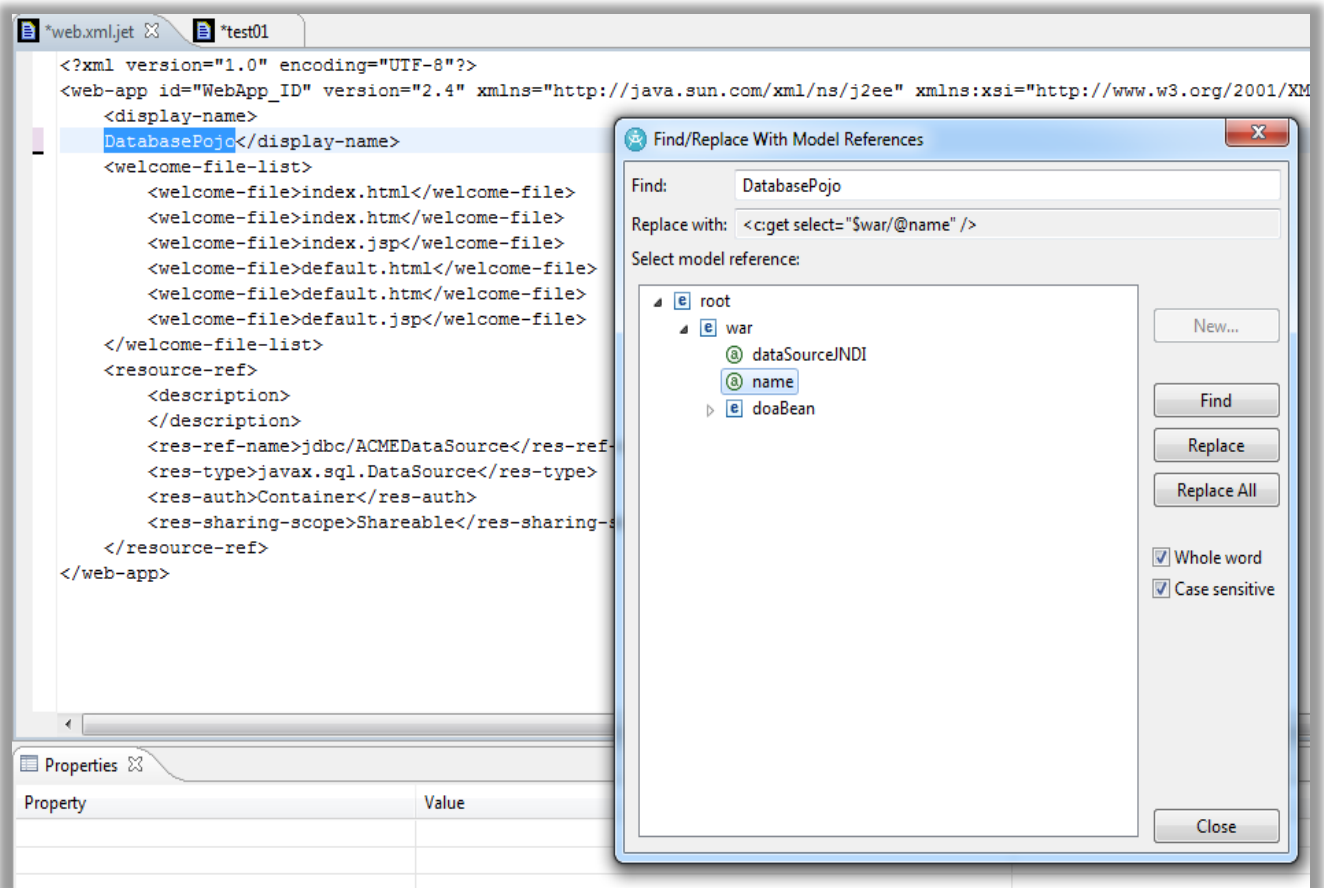 *web.xml.jet *test01
<?xml version="1.0" encoding="UTF-8"?>
<web-app id="WebApp_ID" version="2.4" xmlns="http://java.sun.com/xml/ns/j2ee" xmlns:xsi="http://www.w3.org/2001/XM
<display-name>
DatabasePojo</display-name>
<welcome-file-list>
<welcome-file>index.html</welcome-file>
<welcome-file>index.htm</welcome-file>
<welcome-file>index.jsp</welcome-file>
<welcome-file>default.html</welcome-file>
<welcome-file>default.htm</welcome-file>
<welcome-file>default.jsp</welcome-file>
</welcome-file-list>
<resource-ref>
<description>
</description>
<res-ref-name>jdbc/ACMEDataSource</res-ref-
<res-type>javax.sql.DataSource</res-type>
<res-auth>Container</res-auth>
<res-sharing-scope>Shareable</res-sharing-s
</resource-ref>
</web-app>
Find/Replace With Model References
Find: DatabasePojo
Replace with: <c:get select="$war/@name" />
Select model reference:
root
war
dataSourceJNDI
name
doaBean
New...
Find
Replace
Replace All
Whole word
Case sensitive
Close
Properties
Property Value